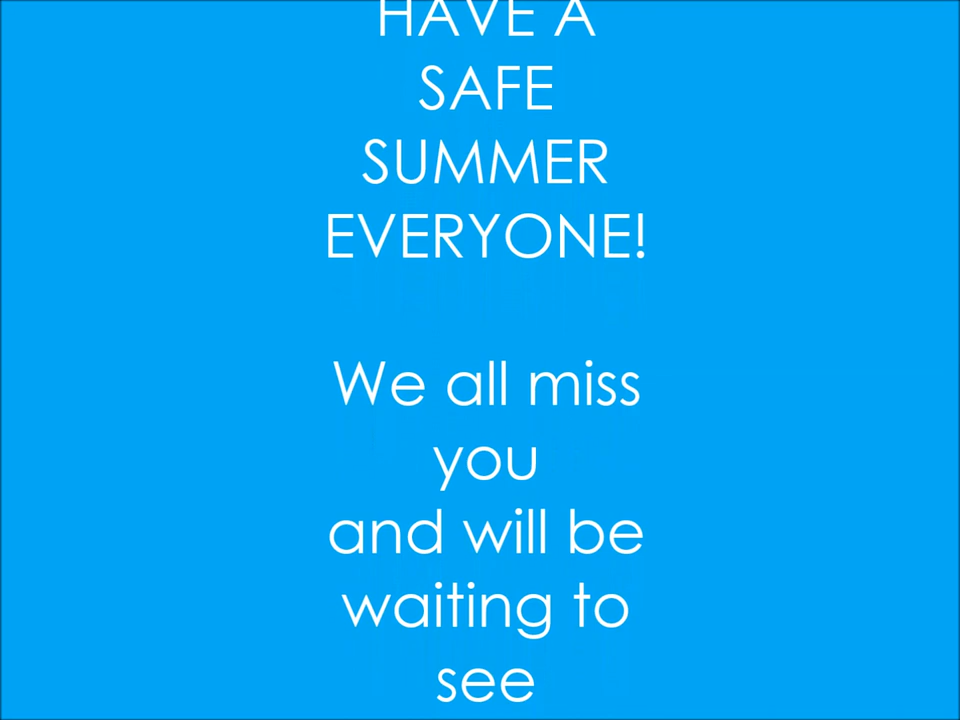 HAVE A
SAFE
SUMMER
EVERYONE!
We all miss
you
and will be
waiting to
see